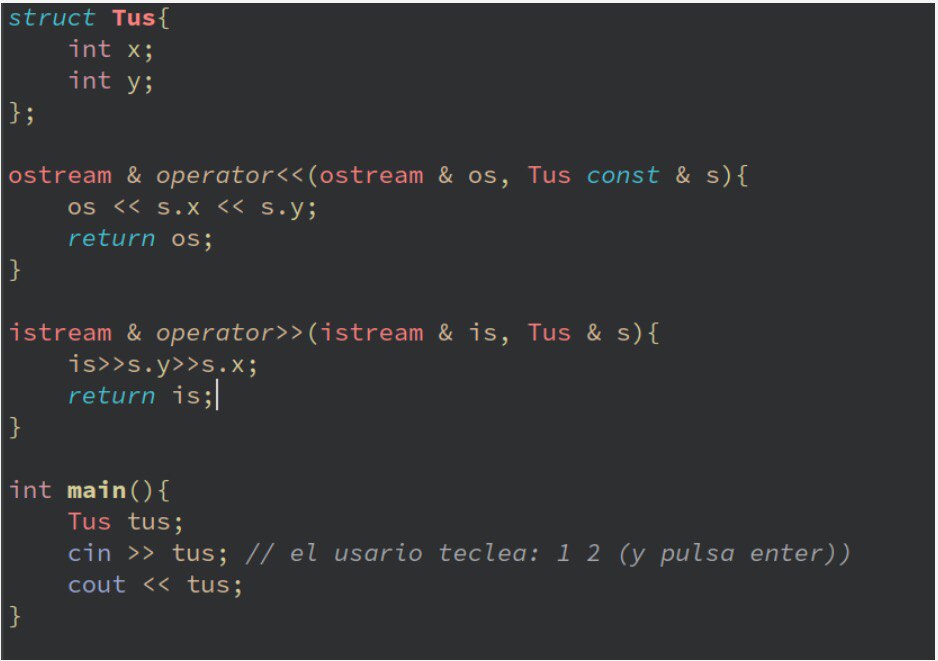 struct Tus{
    int x;
    int y;
};

ostream & operator<<(ostream & os, Tus const & s){
    os << s.x << s.y;
    return os;
}

istream & operator>>(istream & is, Tus & s){
    is>>s.y>>s.x;
    return is;
}

int main(){
    Tus tus;
    cin >> tus; // el usario teclea: 1 2 (y pulsa enter))
    cout << tus;
}